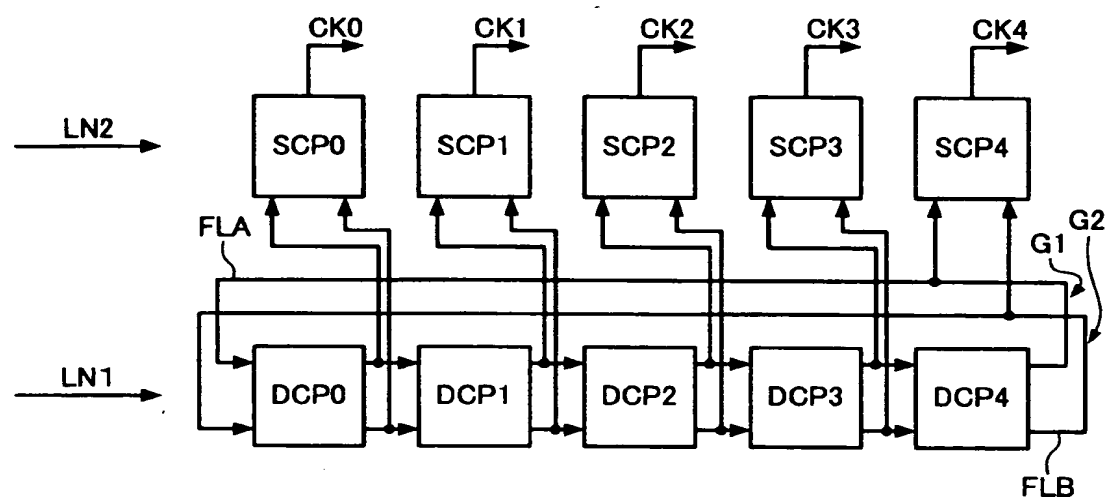 CK0 CK1 CK2 CK3 CK4
LN2
SCP0 SCP1 SCP2 SCP3 SCP4
FLA
G1
G2
LN1
DCP0 DCP1 DCP2 DCP3 DCP4
FLB